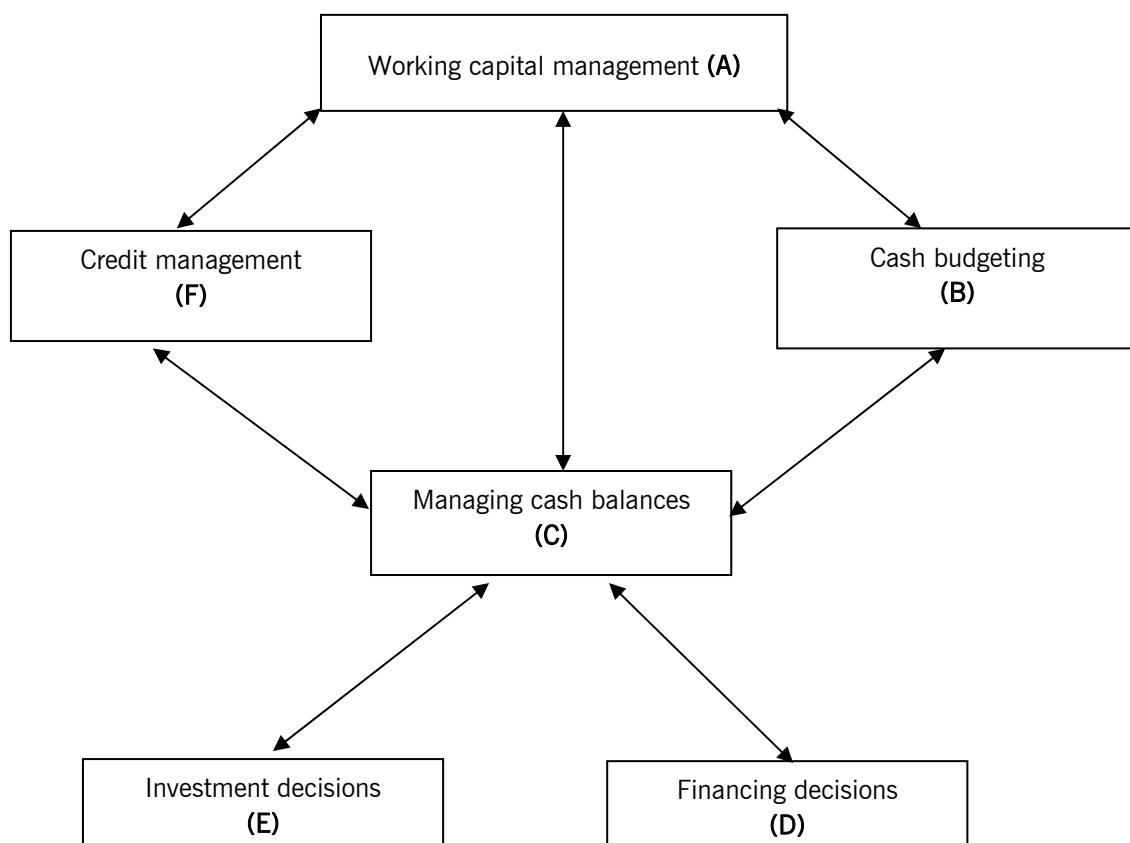 Working capital management (A)
Credit management
(F)
Cash budgeting
(B)
Managing cash balances
(C)
Investment decisions
(E)
Financing decisions
(D)